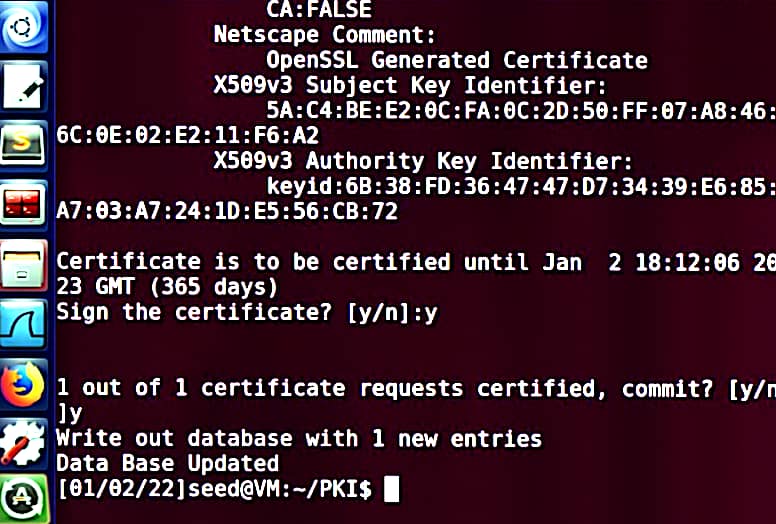 CA:FALSE
Netscape Comment:
OpenSSL Generated Certificate
X509v3 Subject Key Identifier:
5A:C4:BE:E2:0C:FA:0C:2D:50:FF:07:A8:46:
6C:0E:02:E2:11:F6:A2
X509v3 Authority Key Identifier:
keyid:6B:38:FD:36:47:47:D7:34:39:E6:85:
A7:03:A7:24:1D:E5:56:CB:72
Certificate is to be certified until Jan  2 18:12:06 20
23 GMT (365 days)
Sign the certificate? [y/n]:y
1 out of 1 certificate requests certified, commit? [y/n
]y
Write out database with 1 new entries
Data Base Updated
[01/02/22]seed@VM:~/PKI$